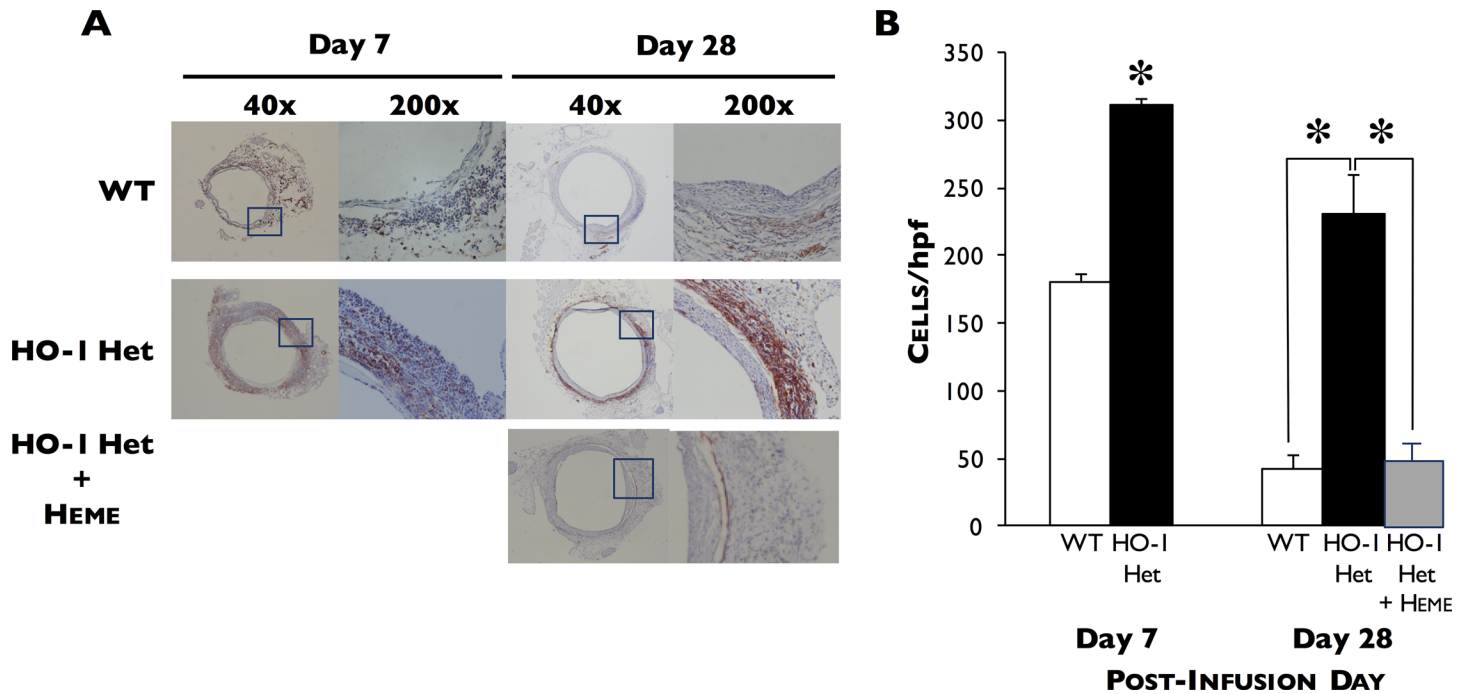 A
Day 7
Day 28
40x
200x
40x
200x
WT
HO-1 Het
HO-1 Het
+
HEME
B
CELLS/hpf
350
300
250
200
150
100
50
0
*
*
*
WT
HO-1
Het
WT
HO-1
Het
HO-1
Het
+ HEME
Day 7
Day 28
POST-INFUSION DAY